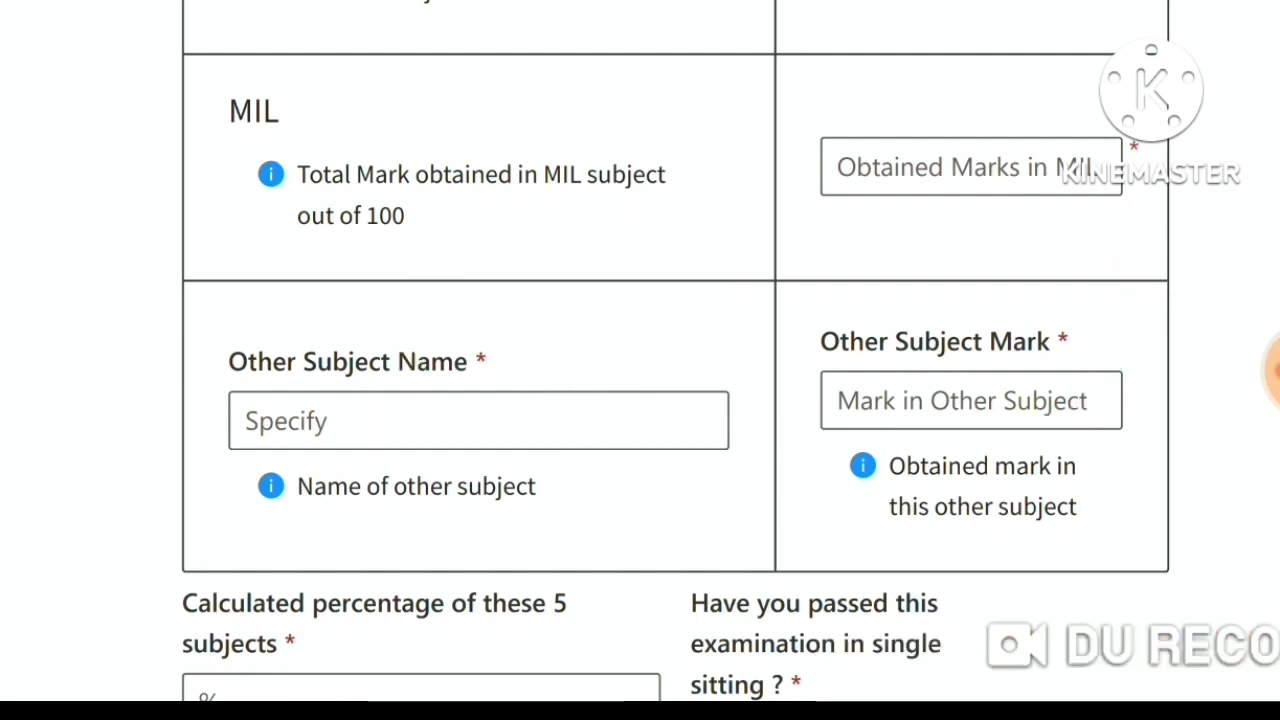 MIL
Total Mark obtained in MIL subject
out of 100
Obtained Marks in MIL
*
KINEMASTER
Other Subject Name *
Specify
Name of other subject
Other Subject Mark *
Mark in Other Subject
Obtained mark in
this other subject
Calculated percentage of these 5
subjects *
%
Have you passed this
examination in single
sitting ? *
DU RECO